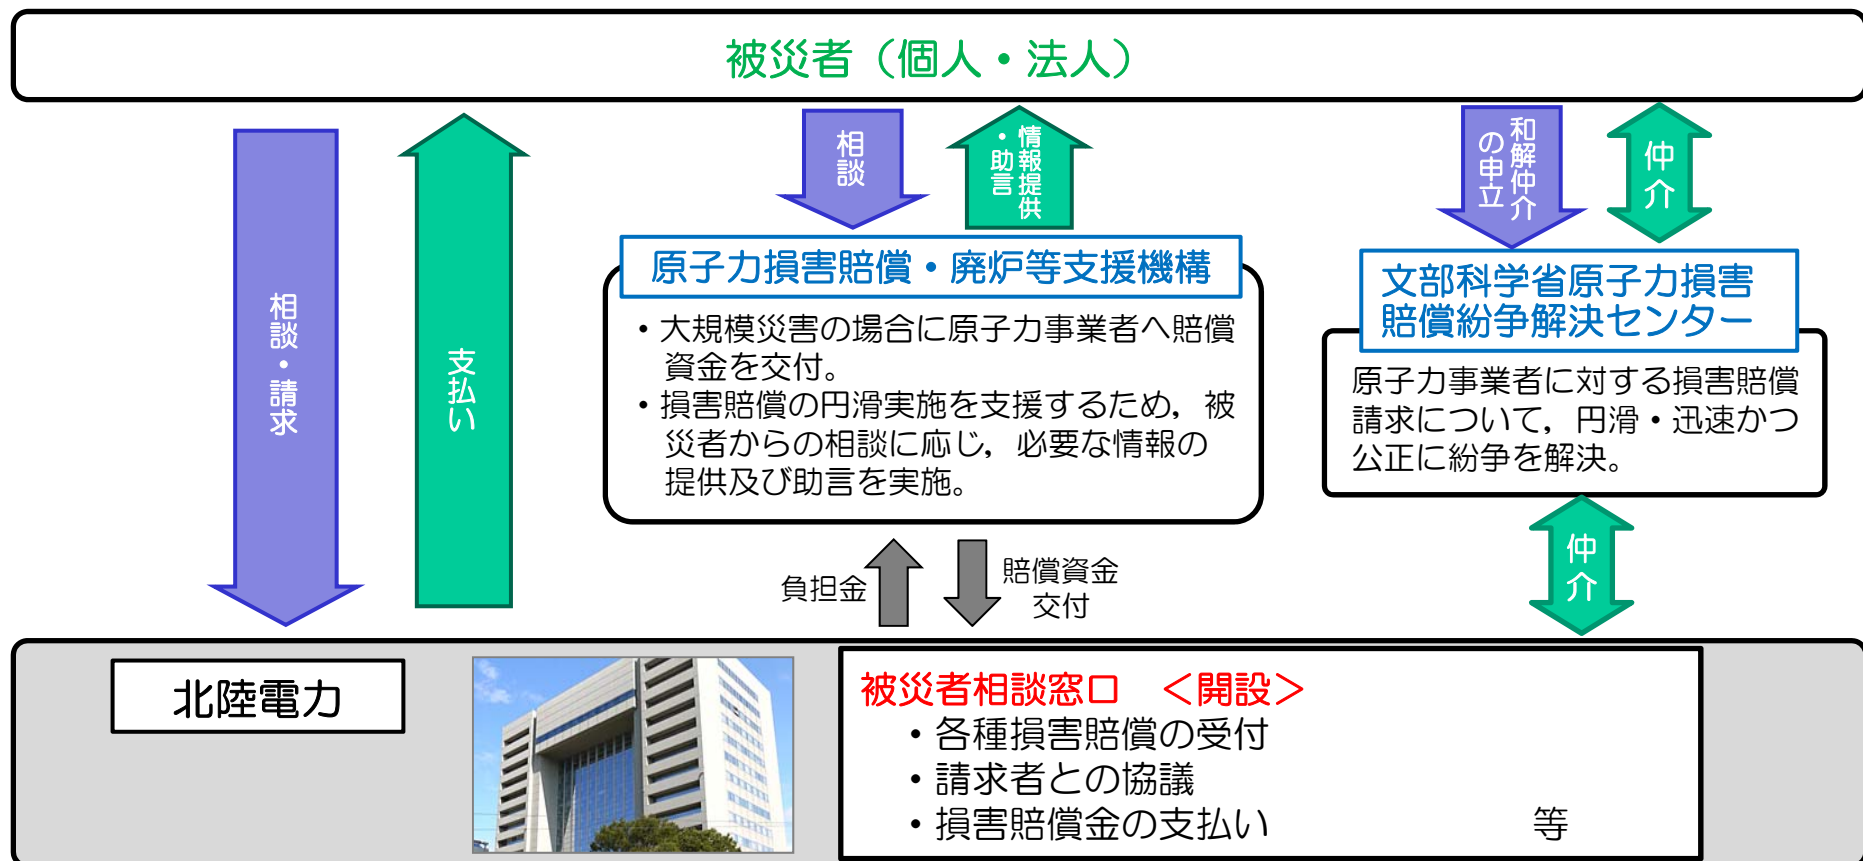 被災者（個人・法人）
相談・請求
支払い
相談
情報提供
・助言
和解仲介
の申立
仲介
原子力損害賠償・廃炉等支援機構
・大規模災害の場合に原子力事業者へ賠償
資金を交付。
・損害賠償の円滑実施を支援するため，被
災者からの相談に応じ，必要な情報の
提供及び助言を実施。
文部科学省原子力損害
賠償紛争解決センター
原子力事業者に対する損害賠償
請求について，円滑・迅速かつ
公正に紛争を解決。
負担金
賠償資金
交付
仲介
北陸電力
被災者相談窓口　＜開設＞
・各種損害賠償の受付
・請求者との協議
・損害賠償金の支払い　　　　　　　等